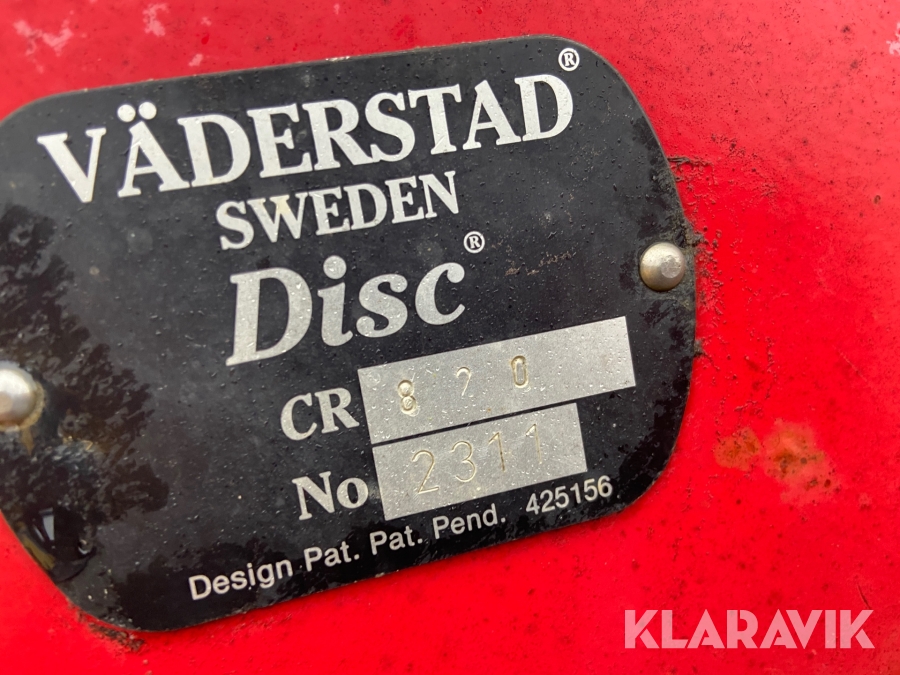 VÄDERSTAD®
SWEDEN
Disc®
CR 820
No 2311
Design Pat. Pat. Pend. 425156
KLARAVIK